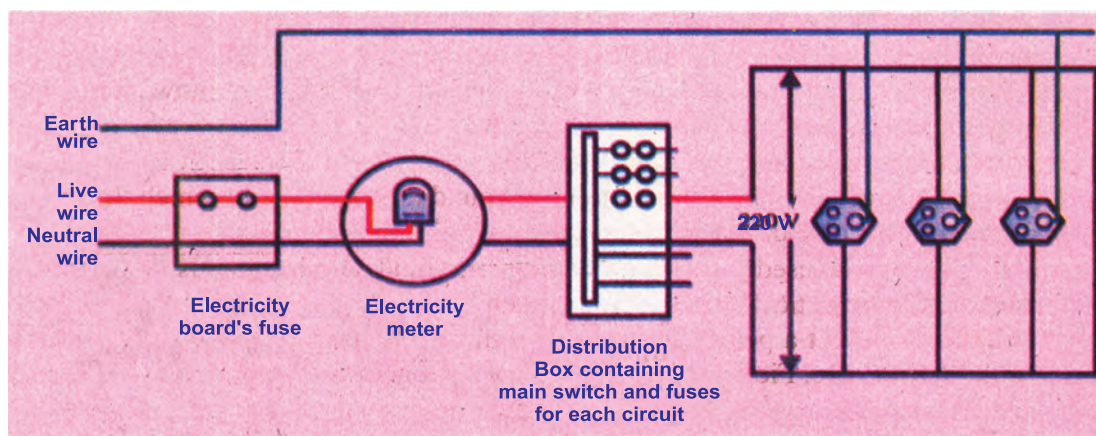 Earth
wire
Live
wire
Neutral
wire
220V
Electricity
board's fuse
Electricity
meter
Distribution
Box containing
main switch and fuses
for each circuit